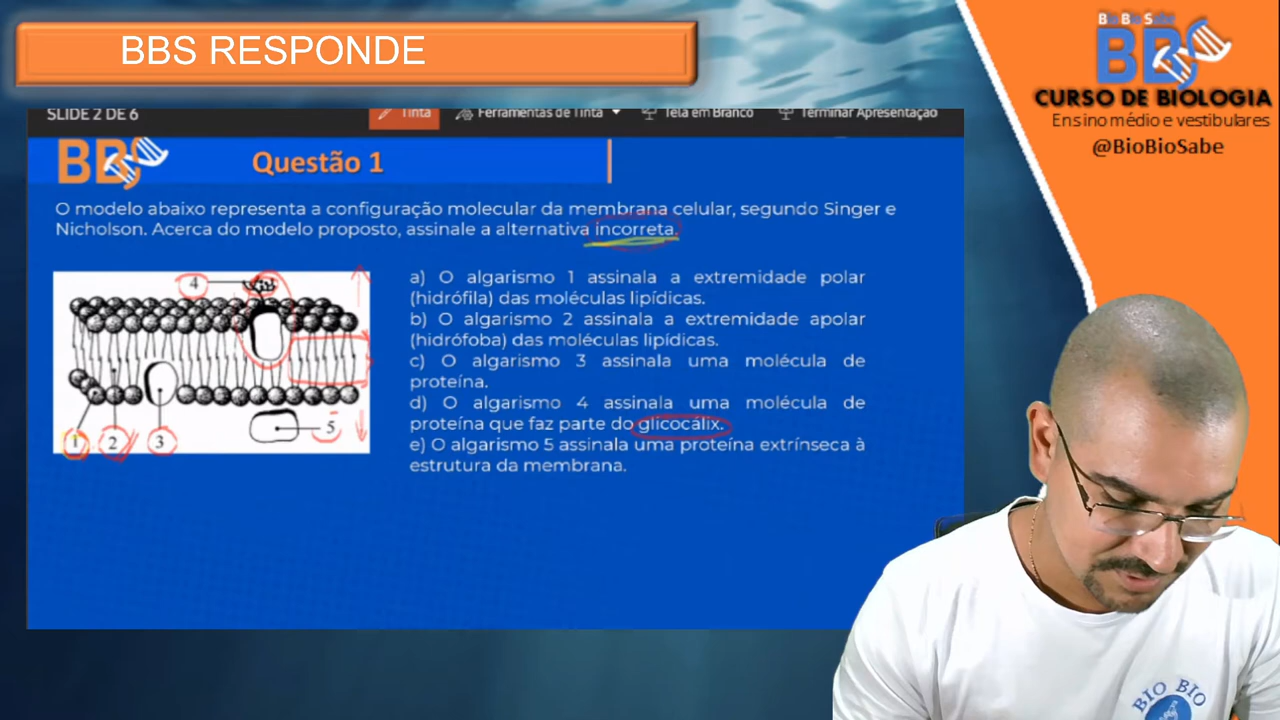 BBS RESPONDE
Bio Bio Sabe
BBS
CURSO DE BIOLOGIA
Ensino médio e vestibulares
@BioBioSabe
SLIDE 2 DE 6
Tinta
Ferramentas de Tinta
Tela em Branco
Terminar Apresentação
BBS
Questão 1
O modelo abaixo representa a configuração molecular da membrana celular, segundo Singer e
Nicholson. Acerca do modelo proposto, assinale a alternativa incorreta.
a) O algarismo 1 assinala a extremidade polar
(hidrófila) das moléculas lipídicas.
b) O algarismo 2 assinala a extremidade apolar
(hidrófoba) das moléculas lipídicas.
c) O algarismo 3 assinala uma molécula de
proteína.
d) O algarismo 4 assinala uma molécula de
proteína que faz parte do glicocálix.
e) O algarismo 5 assinala uma proteína extrínseca à
estrutura da membrana.
4
5
1 2 3
BIO BIO